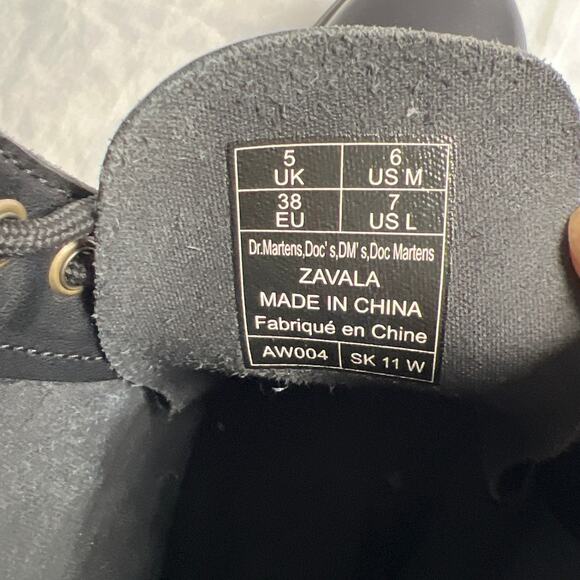 5 6
UK US M
38 7
EU US L
Dr.Martens,Doc' s,DM' s,Doc Martens
ZAVALA
MADE IN CHINA
Fabriqué en Chine
AW004 SK 11 W